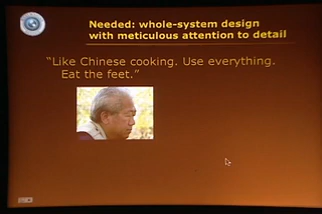 Needed: whole-system design
with meticulous attention to detail
“Like Chinese cooking. Use everything.
Eat the feet.”